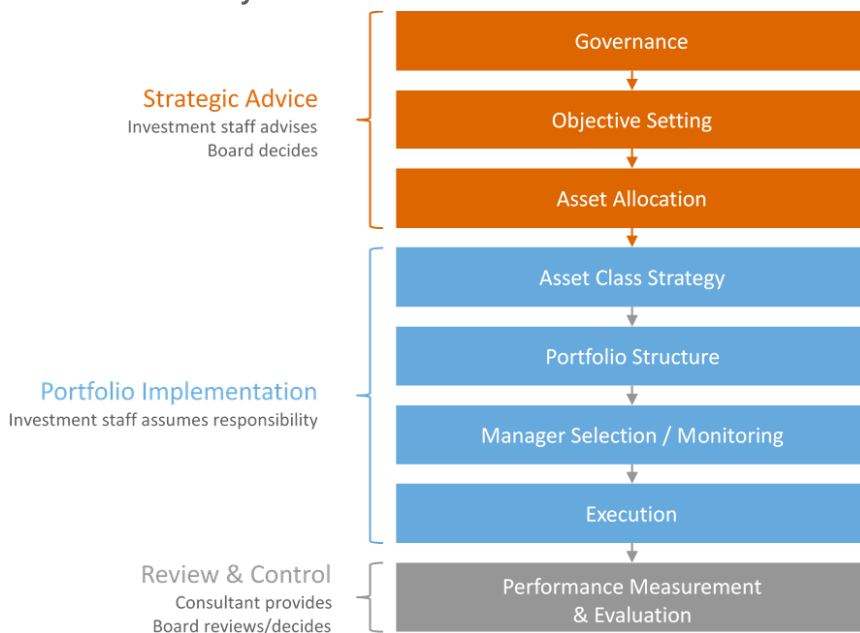 Governance
Strategic Advice
Investment staff advises
Board decides
Objective Setting
Asset Allocation
Asset Class Strategy
Portfolio Structure
Portfolio Implementation
Investment staff assumes responsibility
Manager Selection / Monitoring
Execution
Review & Control
Consultant provides
Board reviews/decides
Performance Measurement
& Evaluation